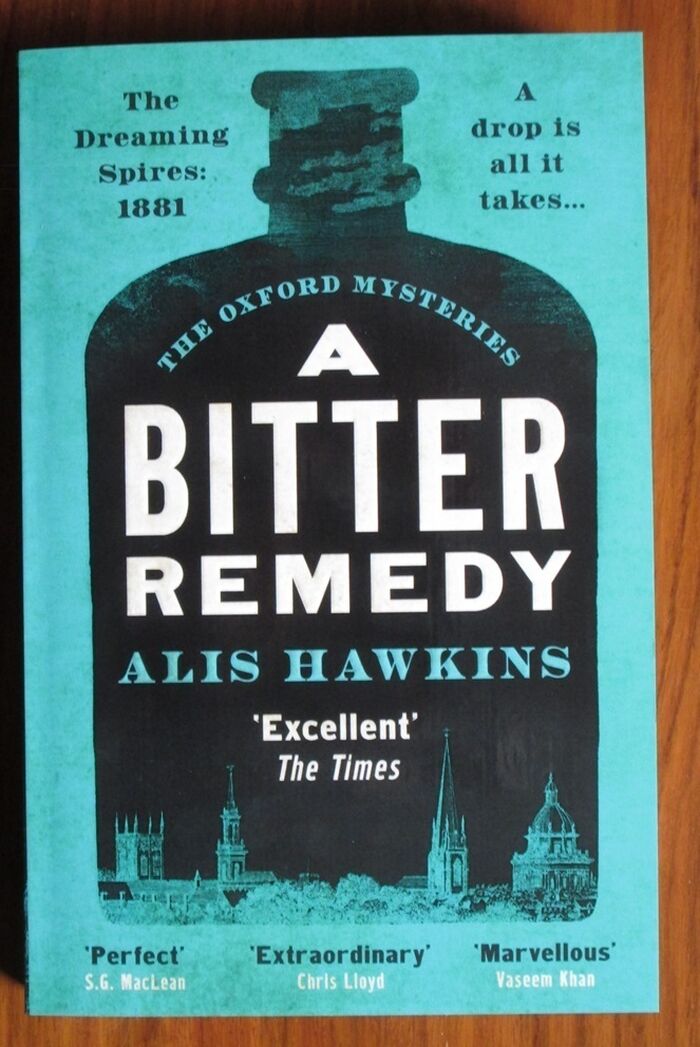 The
Dreaming
Spires:
1881
A
drop is
all it
takes...
THE OXFORD MYSTERIES
A
BITTER
REMEDY
ALIS HAWKINS
'Excellent'
The Times
'Perfect'
S.G. MacLean
'Extraordinary'
Chris Lloyd
'Marvellous'
Vaseem Khan